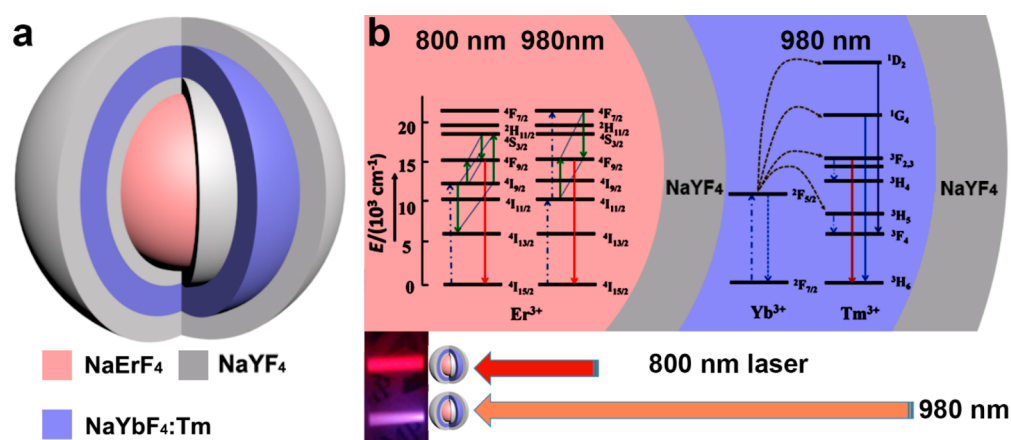 a
NaErF4
NaYF4
NaYbF4:Tm
b
800 nm 980nm
980 nm
E/(10³ cm⁻¹)
20
15
10
5
0
⁴F7/2
²H11/2
⁴S3/2
⁴F9/2
⁴I9/2
⁴I11/2
⁴I13/2
⁴I15/2
⁴F7/2
²H11/2
⁴S3/2
⁴F9/2
⁴I9/2
⁴I11/2
⁴I13/2
⁴I15/2
Er³⁺
NaYF4
²F5/2
²F7/2
Yb³⁺
¹D2
¹G4
³F2,3
³H4
³H5
³F4
³H6
Tm³⁺
NaYF4
800 nm laser
980 nm